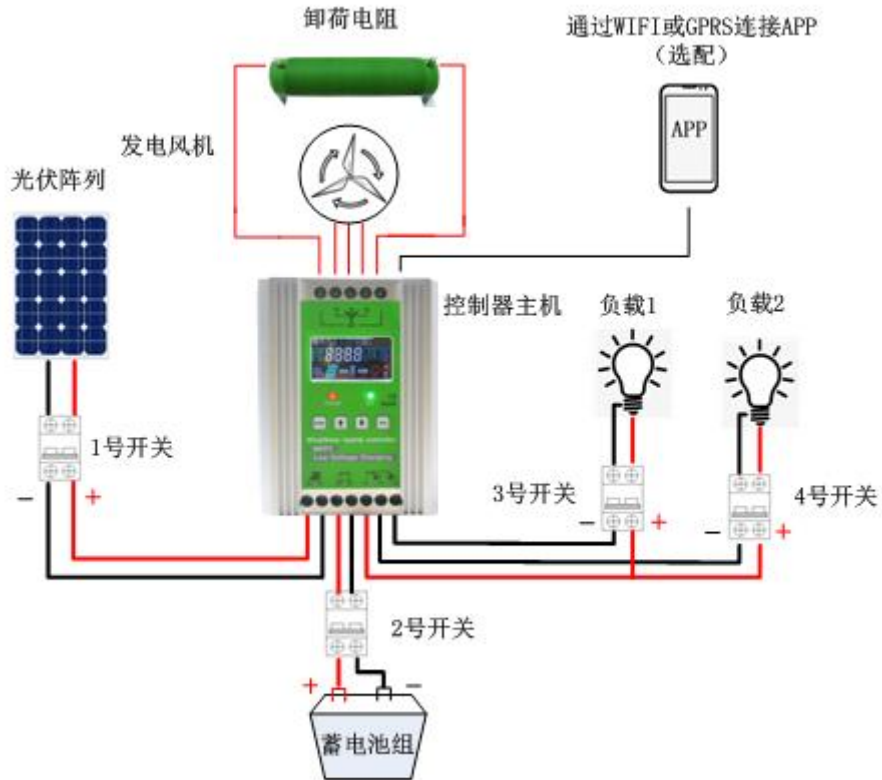 卸荷电阻
通过WIFI或GPRS连接APP
（选配）
APP
发电风机
光伏阵列
控制器主机
负载1
负载2
8888
1号开关
3号开关
4号开关
－
+
－
+
－
+
2号开关
+
－
蓄电池组